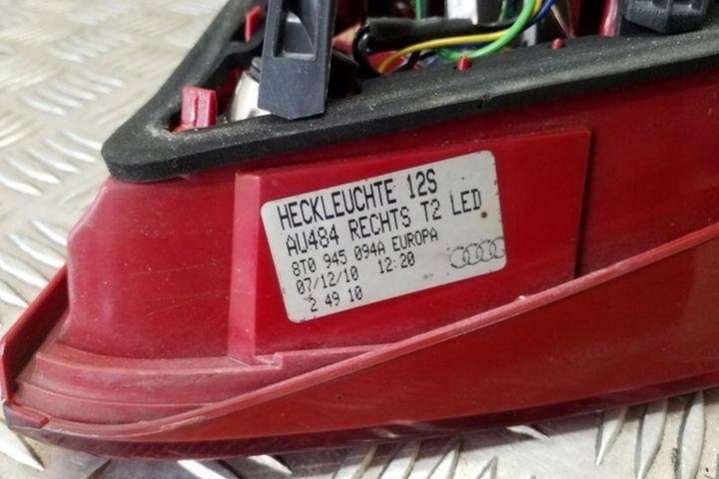 HECKLEUCHTE 12S
AU484 RECHTS T2 LED
8T0 945 094A EUROPA
07/12/10 12:20
2 49 10